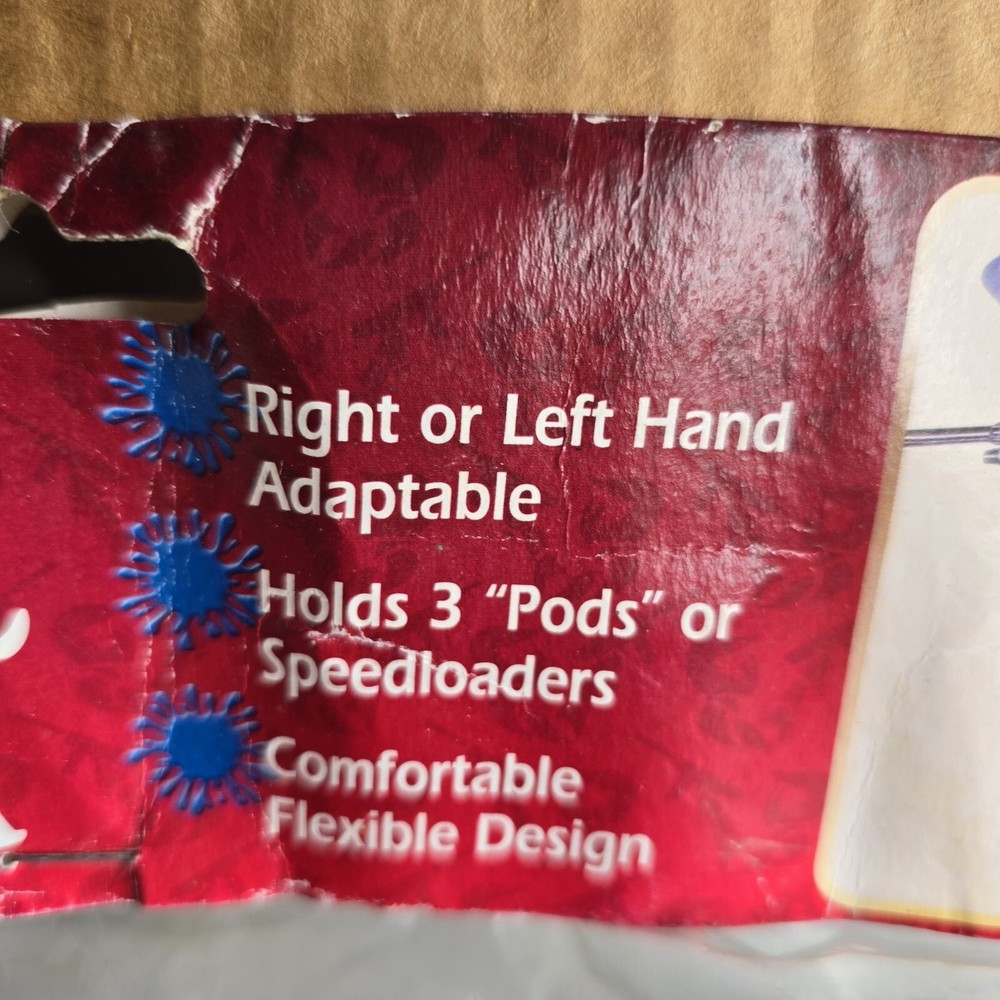 Right or Left Hand
Adaptable
Holds 3 “Pods” or
Speedloaders
Comfortable
Flexible Design